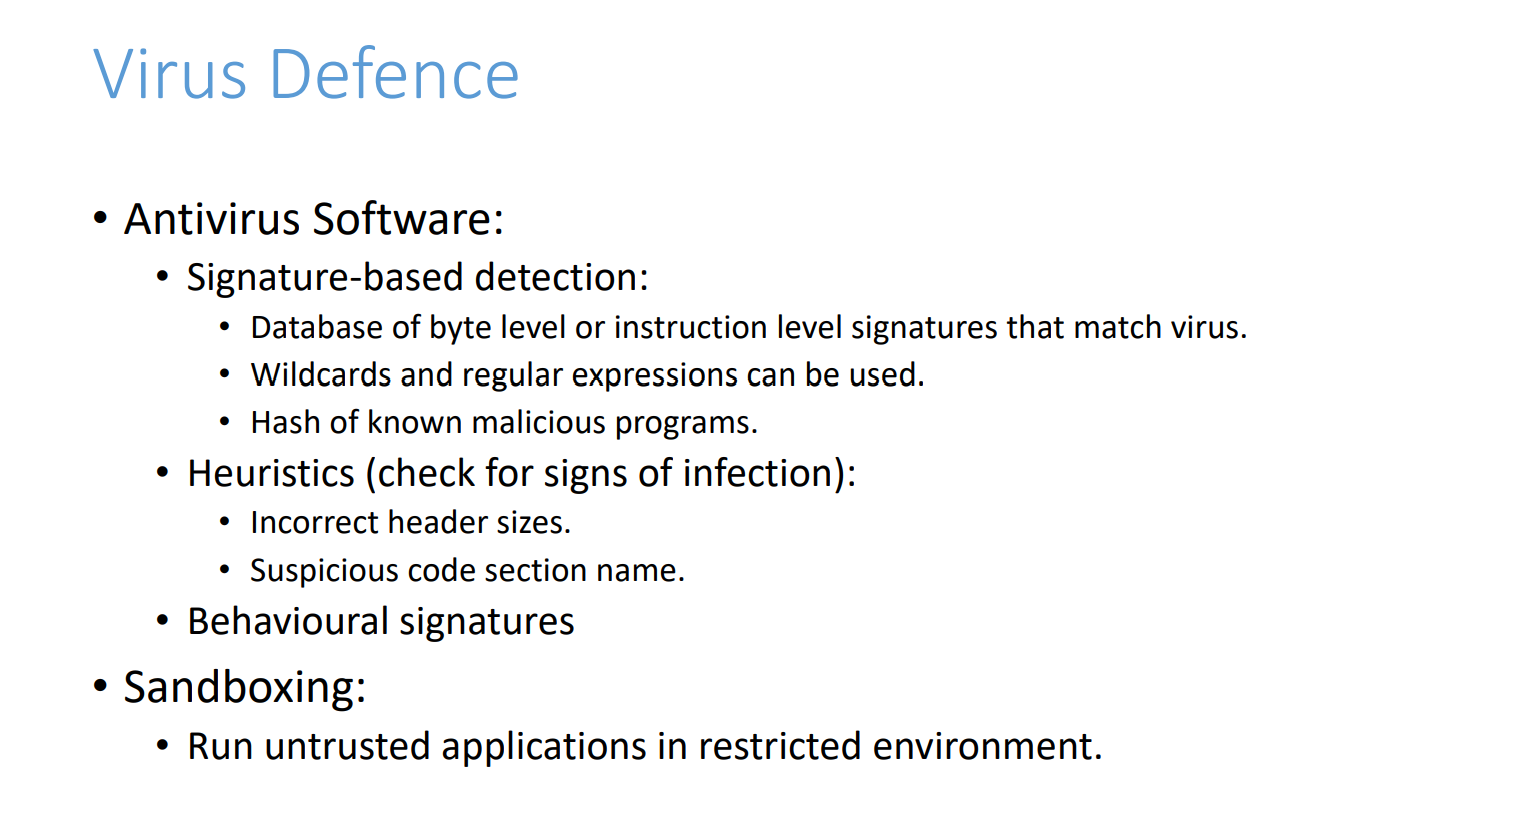 Virus Defence
• Antivirus Software:
• Signature-based detection:
• Database of byte level or instruction level signatures that match virus.
• Wildcards and regular expressions can be used.
• Hash of known malicious programs.
• Heuristics (check for signs of infection):
• Incorrect header sizes.
• Suspicious code section name.
• Behavioural signatures
• Sandboxing:
• Run untrusted applications in restricted environment.